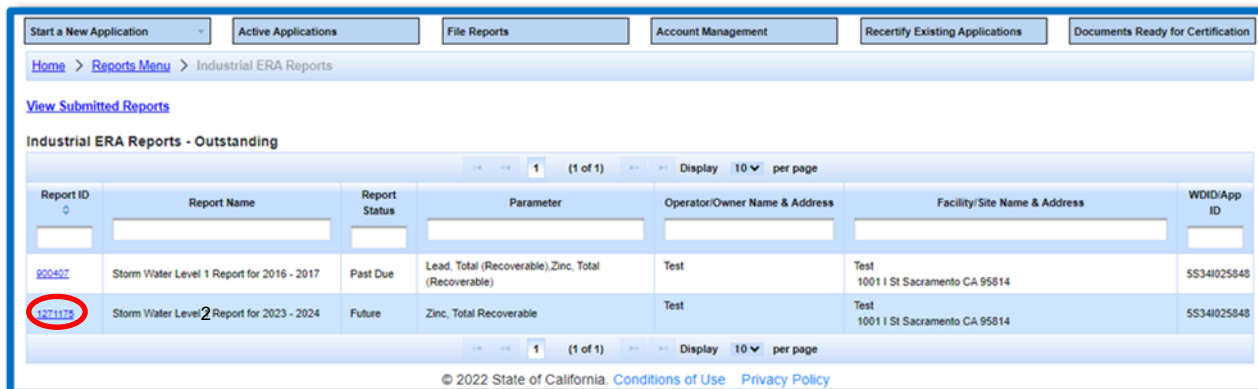 Start a New Application Active Applications File Reports Account Management Recertify Existing Applications Documents Ready for Certification
Home > Reports Menu > Industrial ERA Reports
View Submitted Reports
Industrial ERA Reports - Outstanding
1 (1 of 1) Display 10 per page
Report ID Report Name Report Status Parameter Operator/Owner Name & Address Facility/Site Name & Address WDID/App ID
900407 Storm Water Level 1 Report for 2016 - 2017 Past Due Lead, Total (Recoverable),Zinc, Total (Recoverable) Test Test 1001 I St Sacramento CA 95814 5S34I025848
1271175 Storm Water Level 2 Report for 2023 - 2024 Future Zinc, Total Recoverable Test Test 1001 I St Sacramento CA 95814 5S34I025848
1 (1 of 1) Display 10 per page
© 2022 State of California. Conditions of Use Privacy Policy